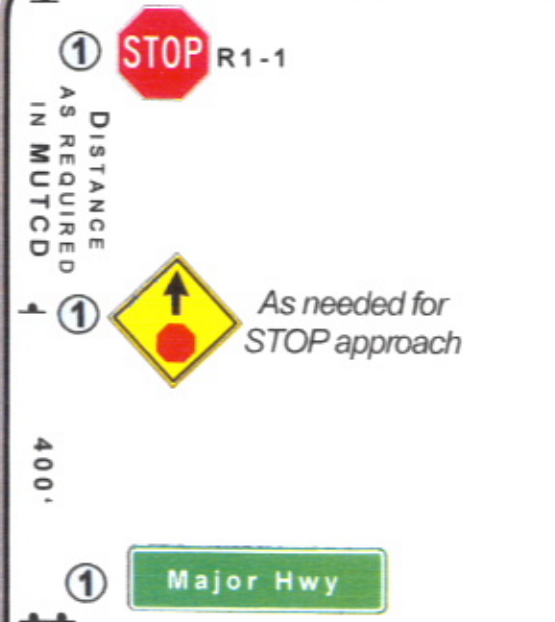 ① STOP R1-1
DISTANCE
AS REQUIRED
IN MUTCD
① As needed for
STOP approach
400'
① Major Hwy